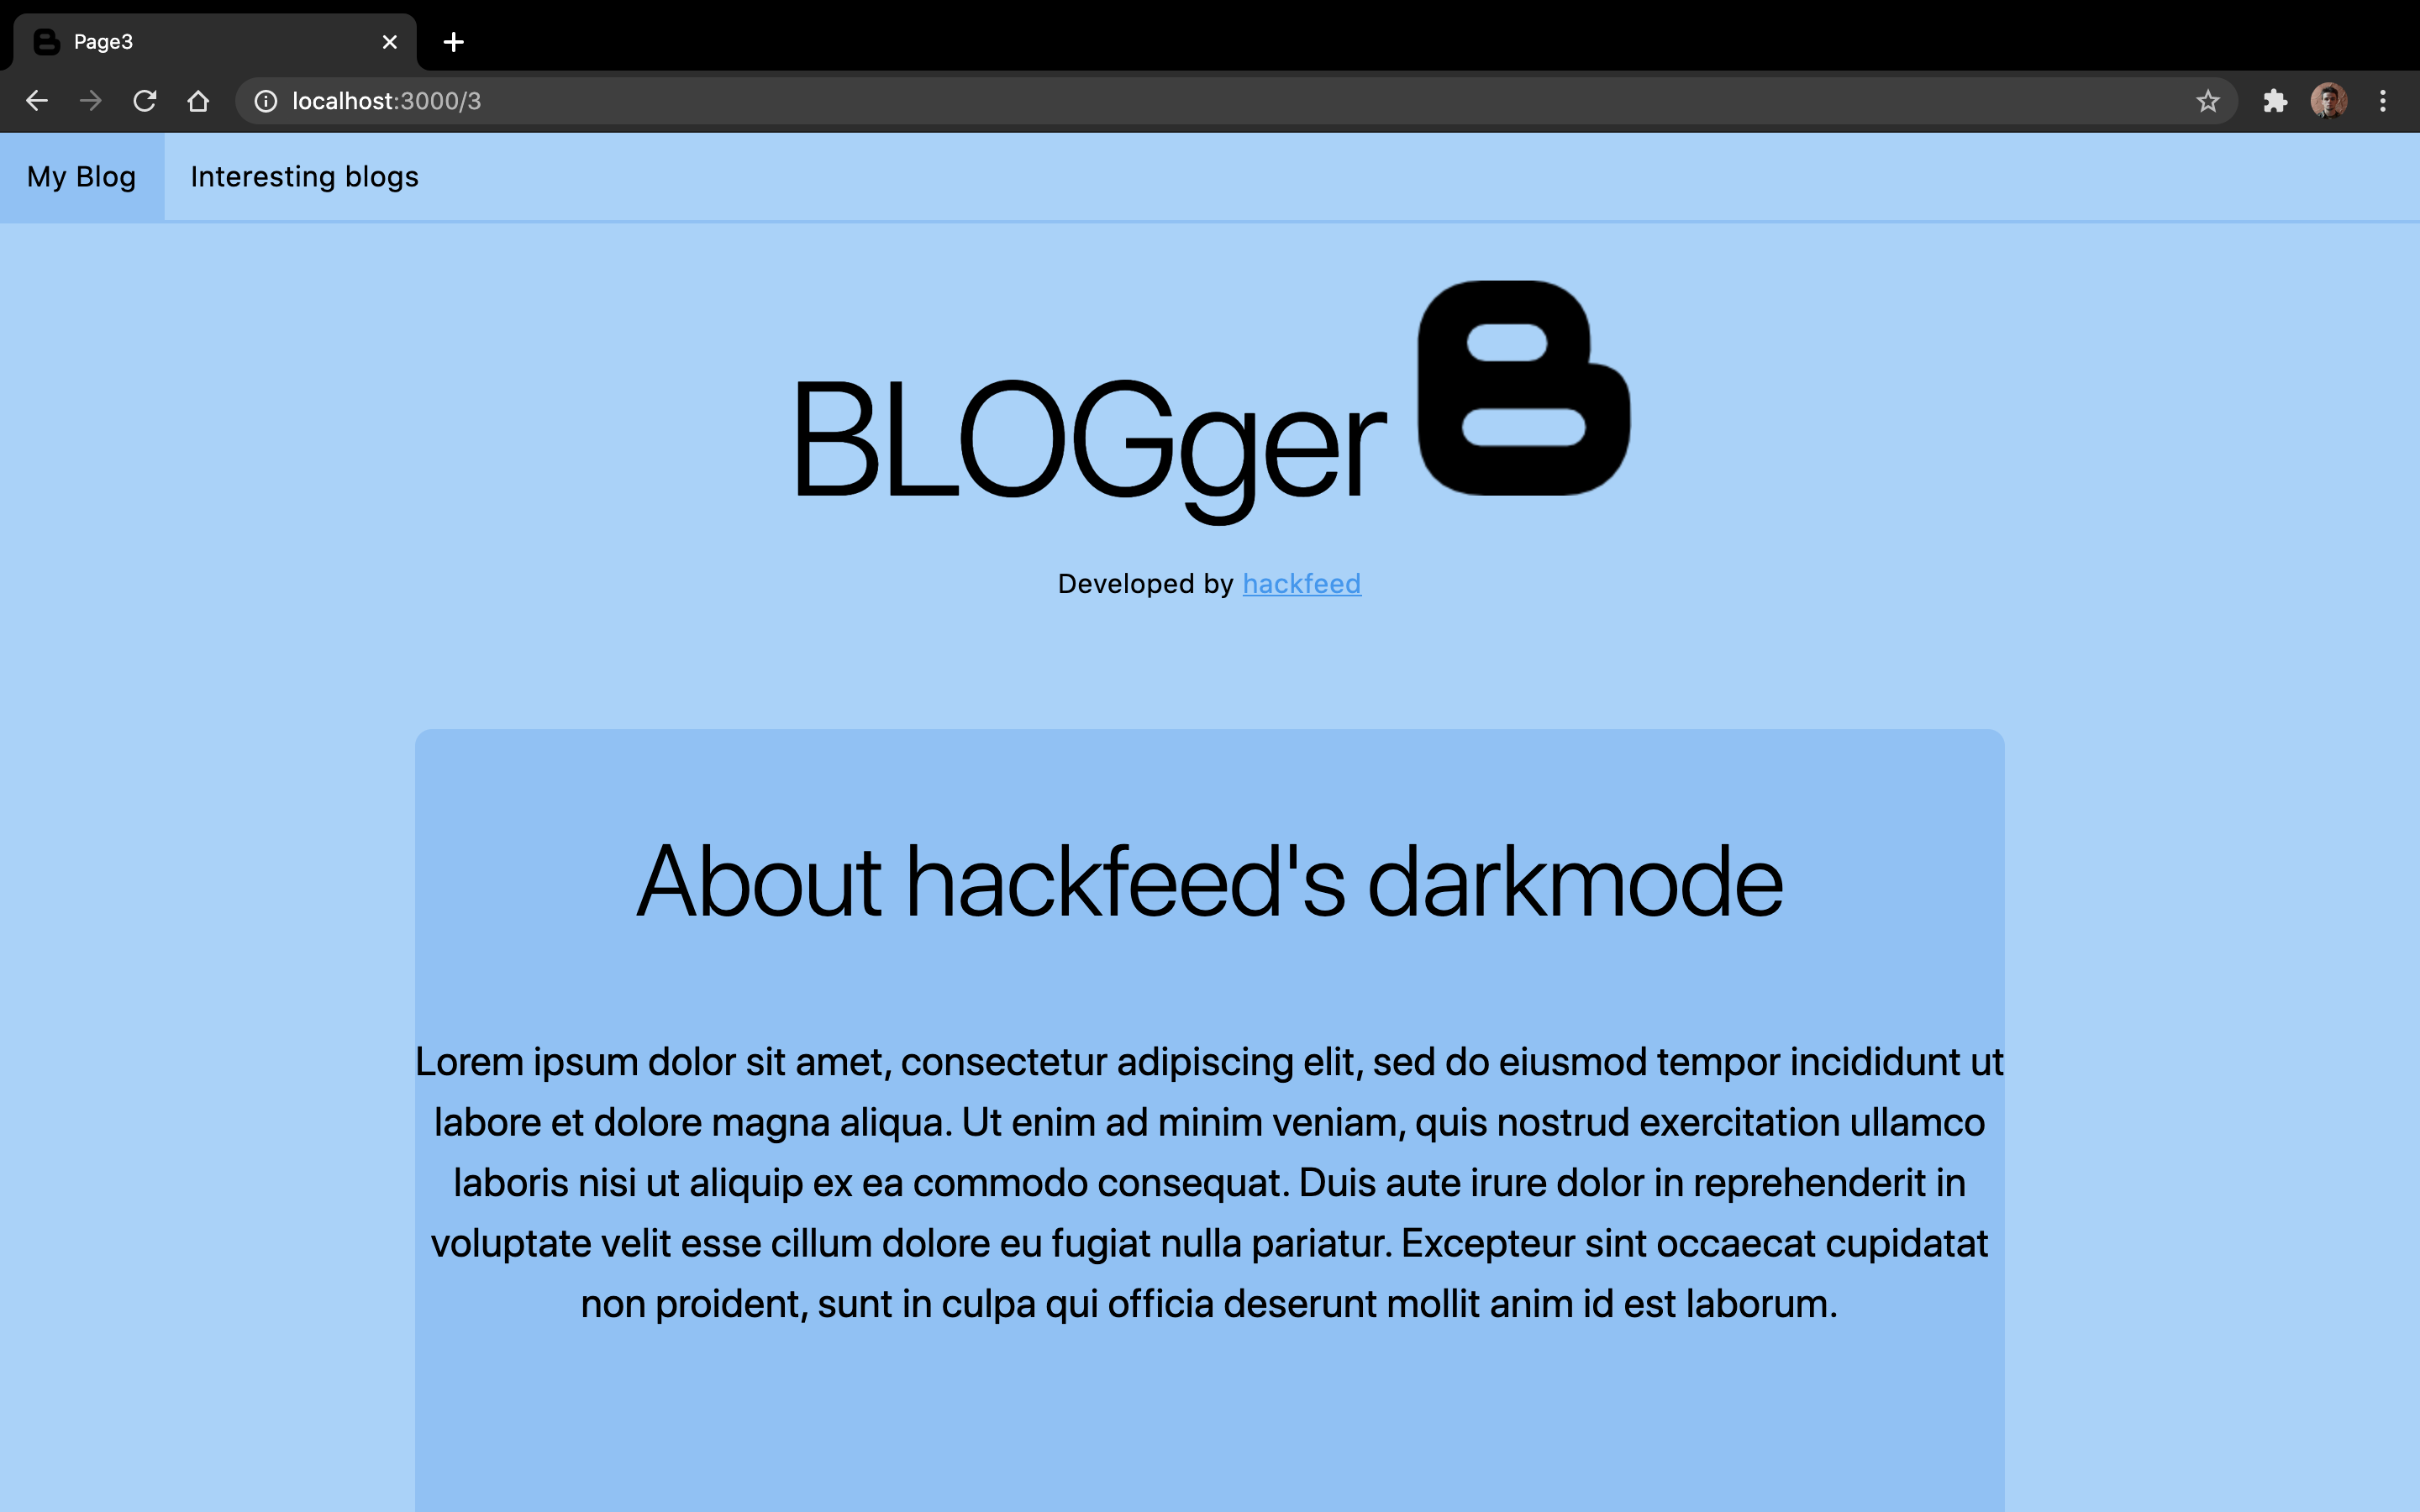 Page3
localhost:3000/3
My Blog
Interesting blogs
BLOGger
Developed by hackfeed
About hackfeed's darkmode
Lorem ipsum dolor sit amet, consectetur adipiscing elit, sed do eiusmod tempor incididunt ut
labore et dolore magna aliqua. Ut enim ad minim veniam, quis nostrud exercitation ullamco
laboris nisi ut aliquip ex ea commodo consequat. Duis aute irure dolor in reprehenderit in
voluptate velit esse cillum dolore eu fugiat nulla pariatur. Excepteur sint occaecat cupidatat
non proident, sunt in culpa qui officia deserunt mollit anim id est laborum.